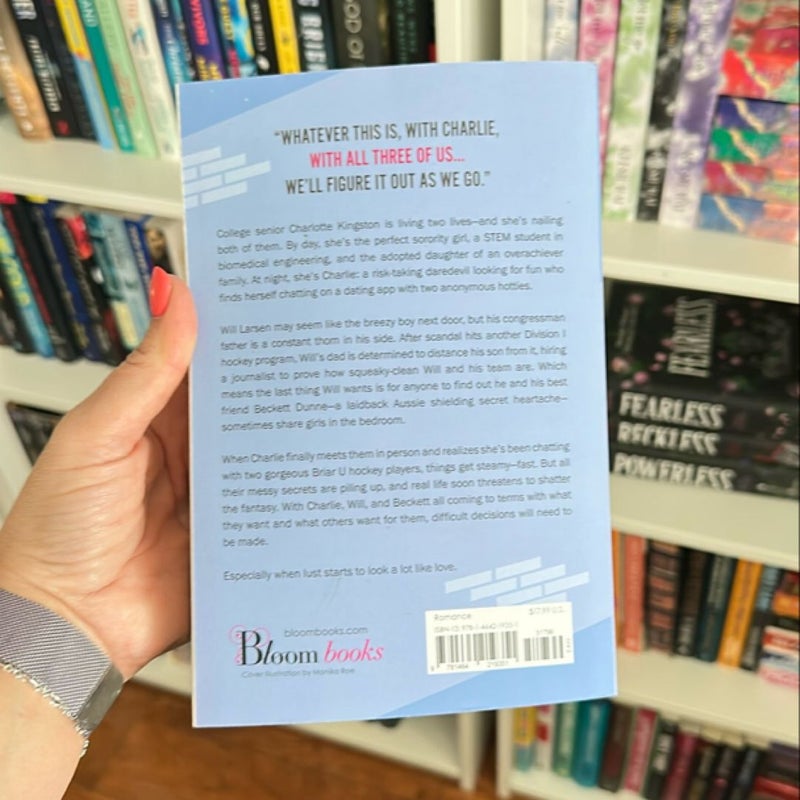 "WHATEVER THIS IS, WITH CHARLIE,
WITH ALL THREE OF US...
WE'LL FIGURE IT OUT AS WE GO."
College senior Charlotte Kingston is living two lives—and she's nailing
both of them. By day, she's the perfect sorority girl, a STEM student in
biomedical engineering, and the adopted daughter of an overachiever
family. At night, she's Charlie: a risk-taking daredevil looking for fun who
finds herself chatting on a dating app with two anonymous hotties.
Will Larsen may seem like the breezy boy next door, but his congressman
father is a constant thorn in his side. After scandal hits another Division I
hockey program, Will's dad is determined to distance his son from it, hiring
a journalist to prove how squeaky-clean Will and his team are. Which
means the last thing Will wants is for anyone to find out he and his best
friend Beckett Dunne—a laidback Aussie shielding secret heartache—
sometimes share girls in the bedroom.
When Charlie finally meets them in person and realizes she's been chatting
with two gorgeous Briar U hockey players, things get steamy—fast. But all
their messy secrets are piling up, and real life soon threatens to shatter
the fantasy. With Charlie, Will, and Beckett all coming to terms with what
they want and what others want for them, difficult decisions will need to
be made.
Especially when lust starts to look a lot like love.
bloombooks.com
Bloom books
Cover illustration by Monika Roe
Romance
$17.99 U.S.
FEARLESS
FEARLESS
RECKLESS
POWERLESS